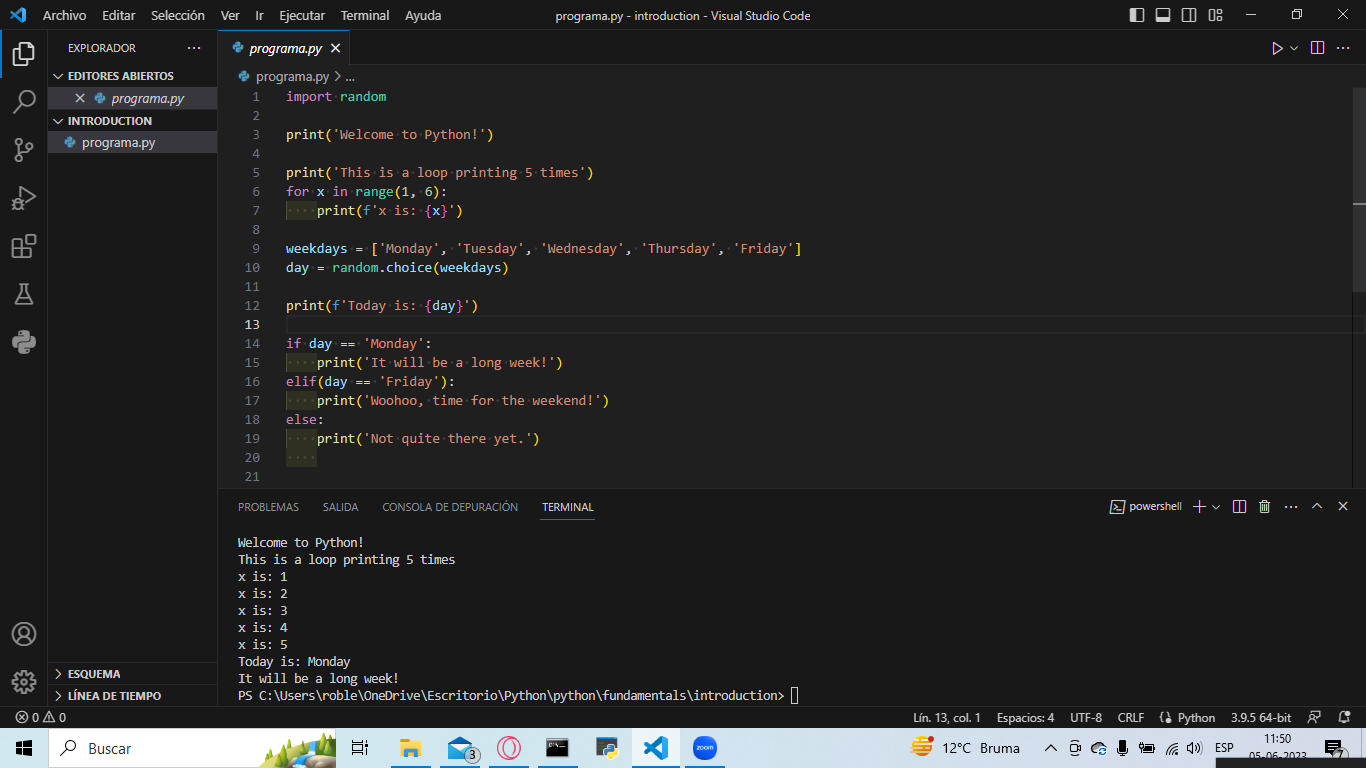 Archivo Editar Selección Ver Ir Ejecutar Terminal Ayuda programa.py - introduction - Visual Studio Code
EXPLORADOR
EDITORES ABIERTOS
programa.py
INTRODUCTION
programa.py
ESQUEMA
LÍNEA DE TIEMPO
programa.py
programa.py > ...
1 import random
2
3 print('Welcome to Python!')
4
5 print('This is a loop printing 5 times')
6 for x in range(1, 6):
7     print(f'x is: {x}')
8
9 weekdays = ['Monday', 'Tuesday', 'Wednesday', 'Thursday', 'Friday']
10 day = random.choice(weekdays)
11
12 print(f'Today is: {day}')
13
14 if day == 'Monday':
15     print('It will be a long week!')
16 elif(day == 'Friday'):
17     print('Woohoo, time for the weekend!')
18 else:
19     print('Not quite there yet.')
20
21
PROBLEMAS SALIDA CONSOLA DE DEPURACIÓN TERMINAL powershell
Welcome to Python!
This is a loop printing 5 times
x is: 1
x is: 2
x is: 3
x is: 4
x is: 5
Today is: Monday
It will be a long week!
PS C:\Users\roble\OneDrive\Escritorio\Python\python\fundamentals\introduction>
0 0 Lín. 13, col. 1 Espacios: 4 UTF-8 CRLF Python 3.9.5 64-bit
Buscar 3 zoom 12°C Bruma ESP 11:50
05-06-2023 7